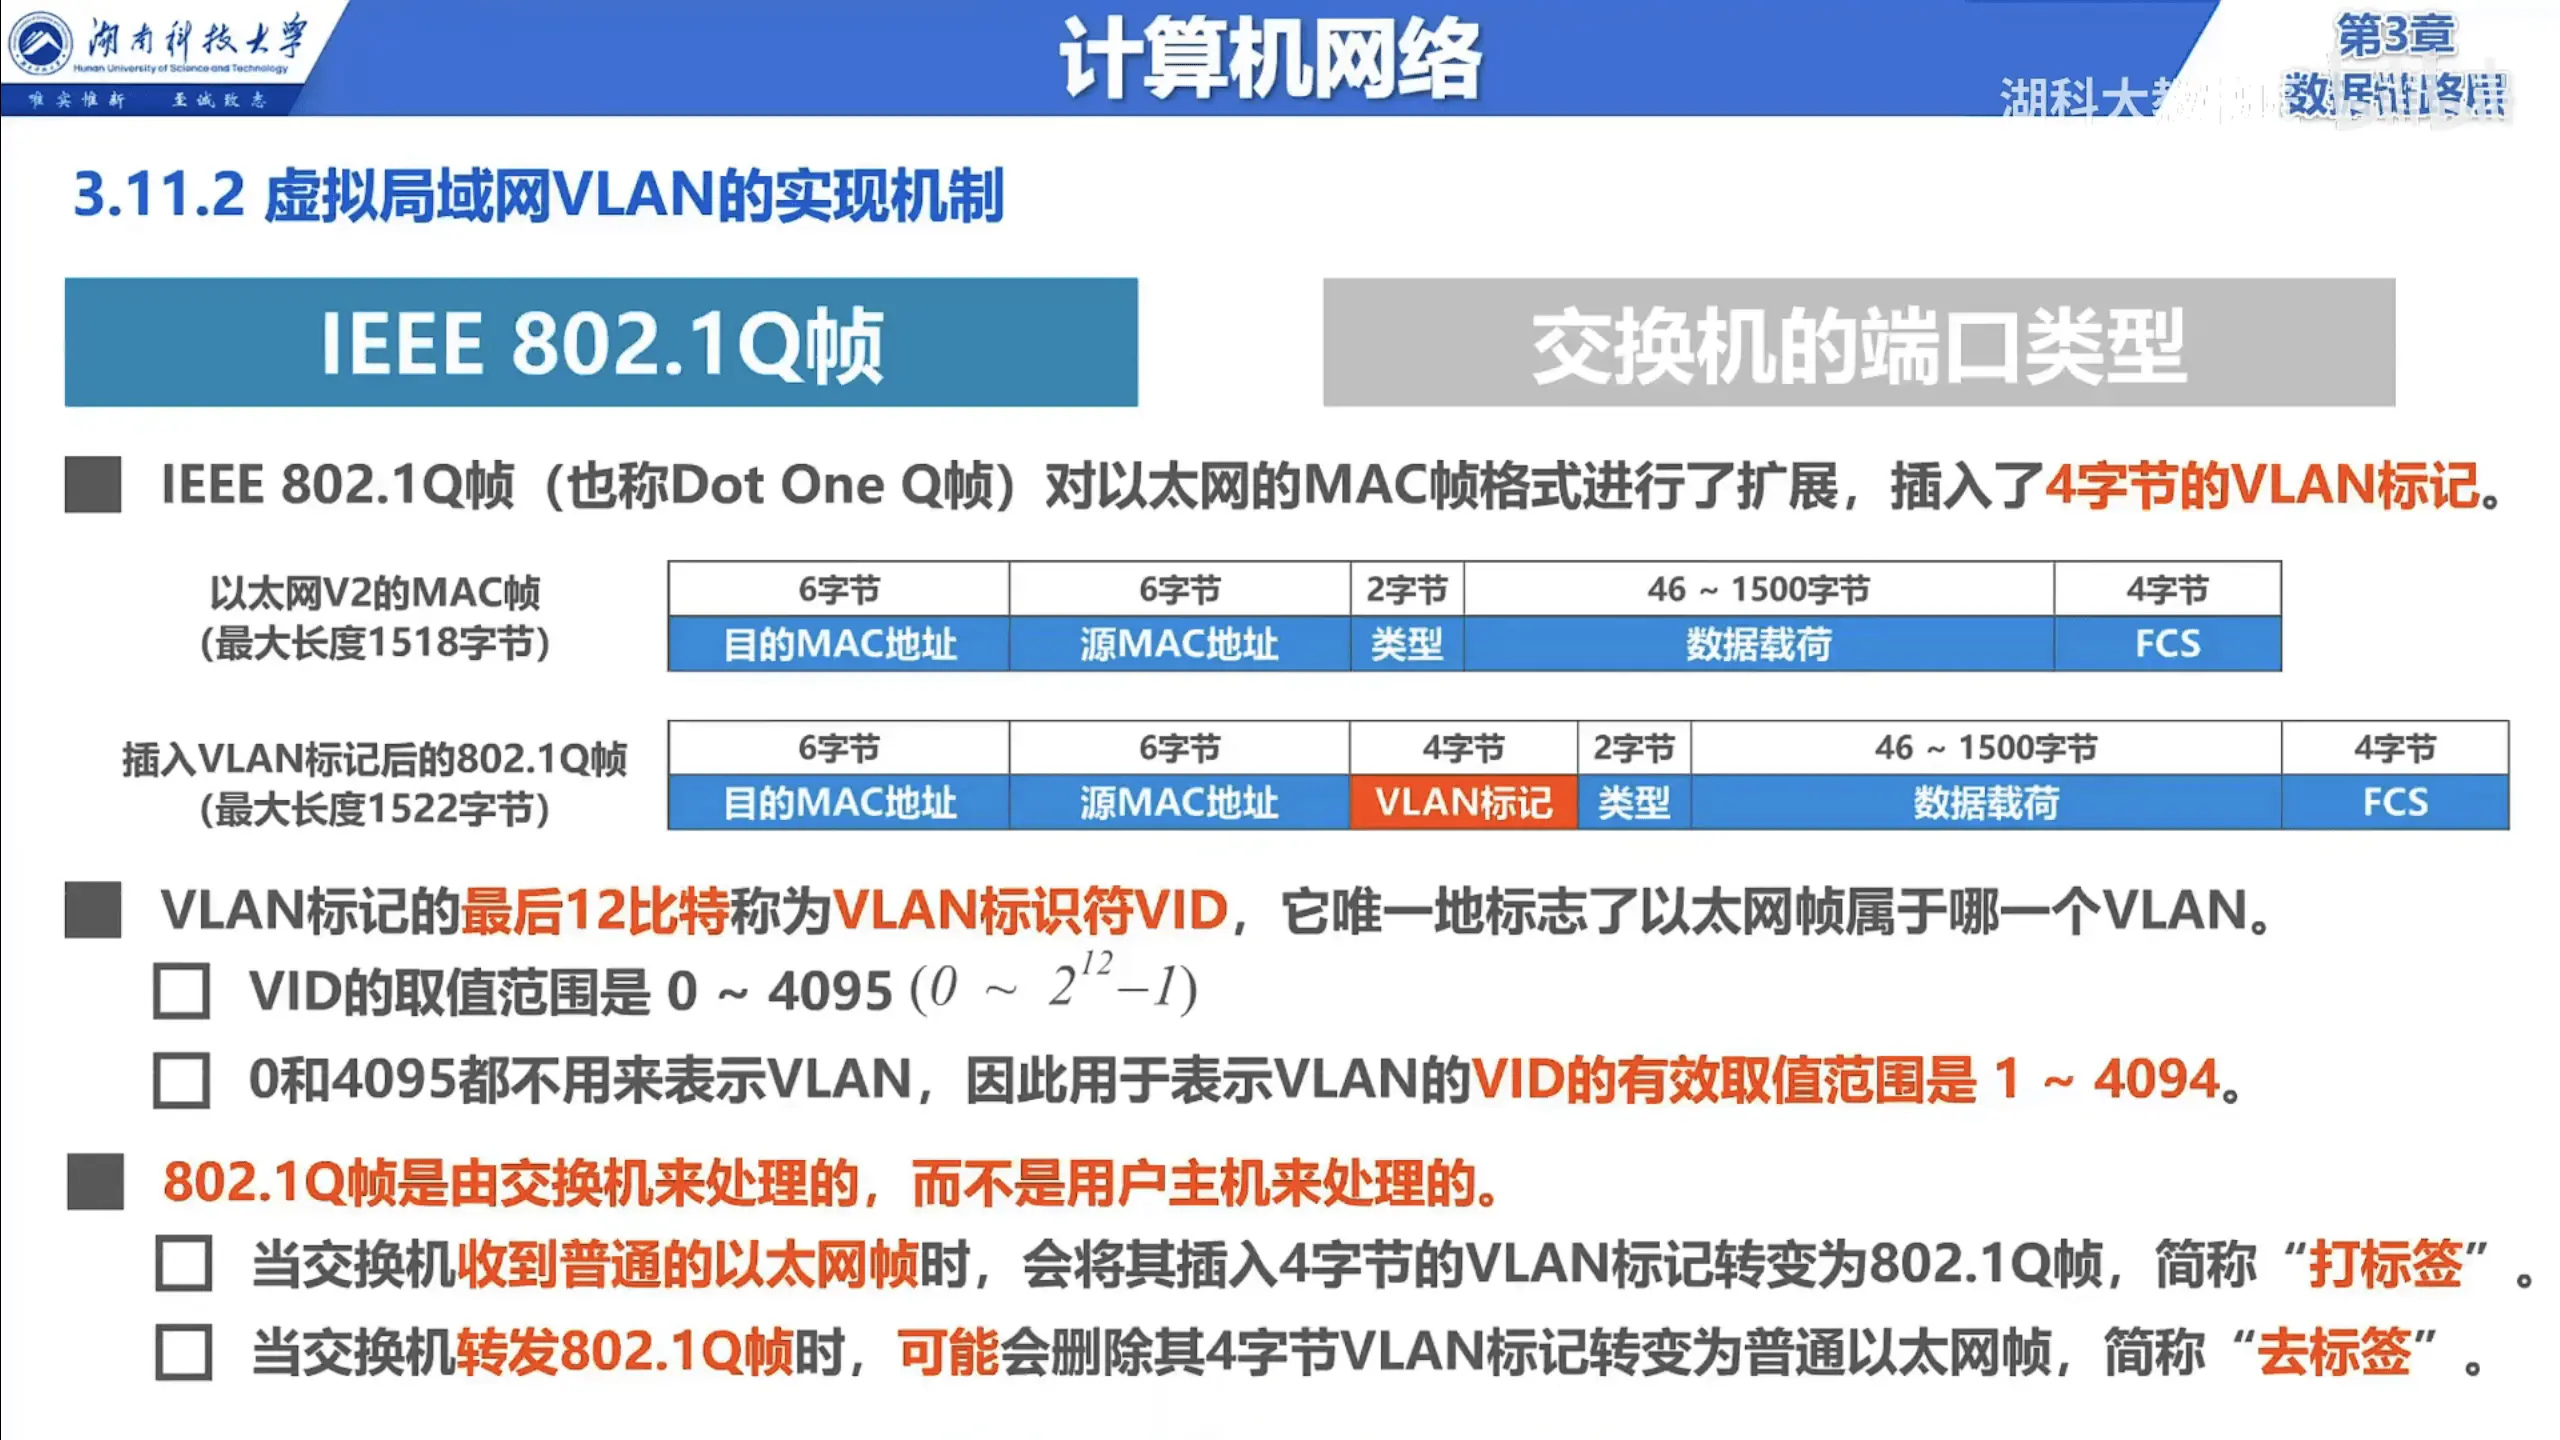 湖南科技大学
Hunan University of Science and Technology
唯实惟新 至诚致志
计算机网络
第3章
数据链路层
湖科大教
3.11.2 虚拟局域网VLAN的实现机制
IEEE 802.1Q帧
交换机的端口类型
IEEE 802.1Q帧（也称Dot One Q帧）对以太网的MAC帧格式进行了扩展，插入了4字节的VLAN标记。
以太网V2的MAC帧
（最大长度1518字节）
6字节 6字节 2字节 46 ~ 1500字节 4字节
目的MAC地址 源MAC地址 类型 数据载荷 FCS
插入VLAN标记后的802.1Q帧
（最大长度1522字节）
6字节 6字节 4字节 2字节 46 ~ 1500字节 4字节
目的MAC地址 源MAC地址 VLAN标记 类型 数据载荷 FCS
VLAN标记的最后12比特称为VLAN标识符VID，它唯一地标志了以太网帧属于哪一个VLAN。
VID的取值范围是 0 ~ 4095 (0 ~ 2^12−1)
0和4095都不用来表示VLAN，因此用于表示VLAN的VID的有效取值范围是 1 ~ 4094。
802.1Q帧是由交换机来处理的，而不是用户主机来处理的。
当交换机收到普通的以太网帧时，会将其插入4字节的VLAN标记转变为802.1Q帧，简称“打标签”。
当交换机转发802.1Q帧时，可能会删除其4字节VLAN标记转变为普通以太网帧，简称“去标签”。